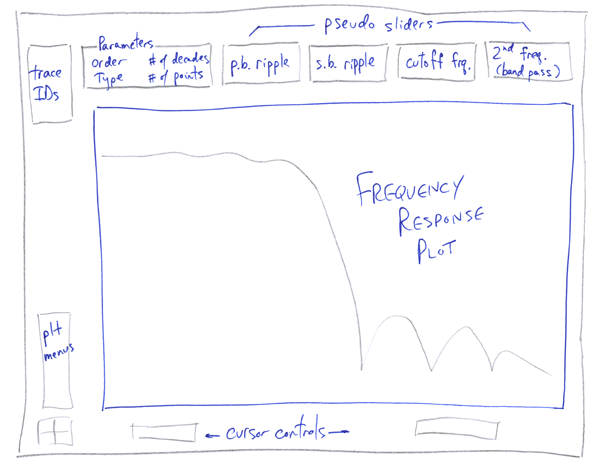 pseudo sliders
Parameters
order # of decades
Type # of points
p.b. ripple
s.b. ripple
cutoff frq.
2nd freq.
(band pass)
trace
IDs
FREQUENCY
RESPONSE
PLOT
plt
menus
cursor controls